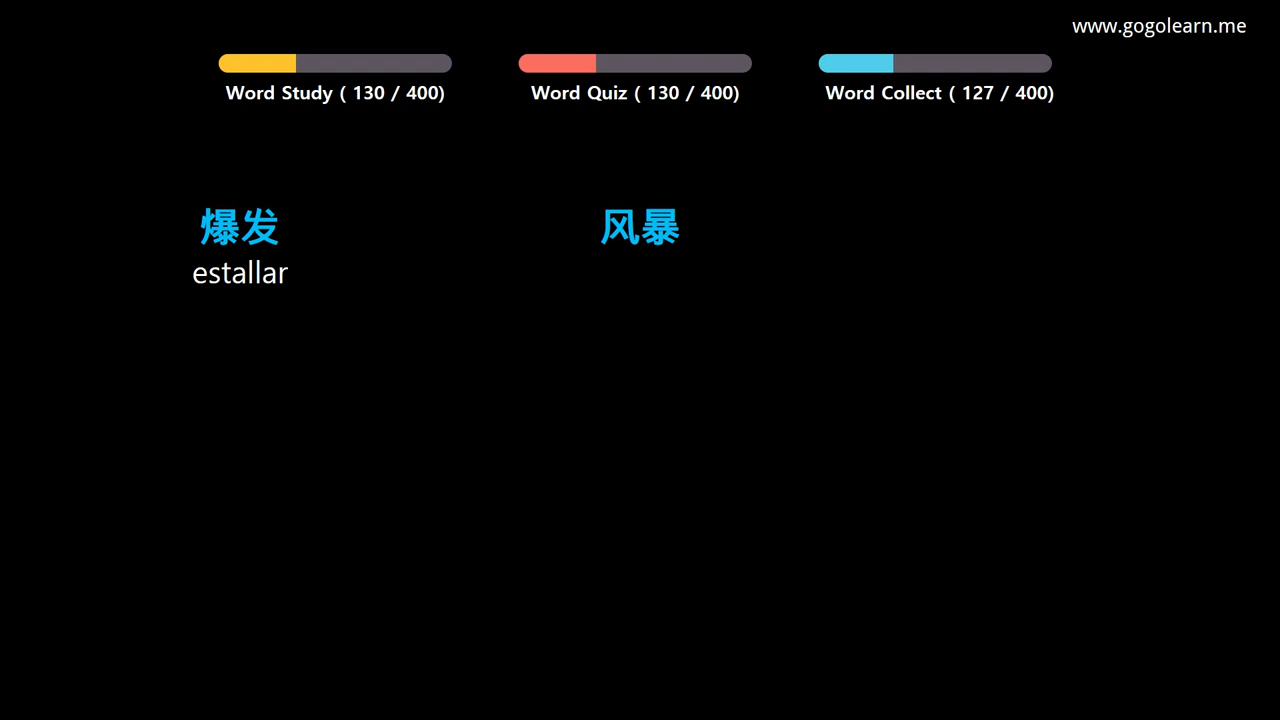 www.gogolearn.me
Word Study ( 130 / 400)
Word Quiz ( 130 / 400)
Word Collect ( 127 / 400)
爆发
风暴
estallar